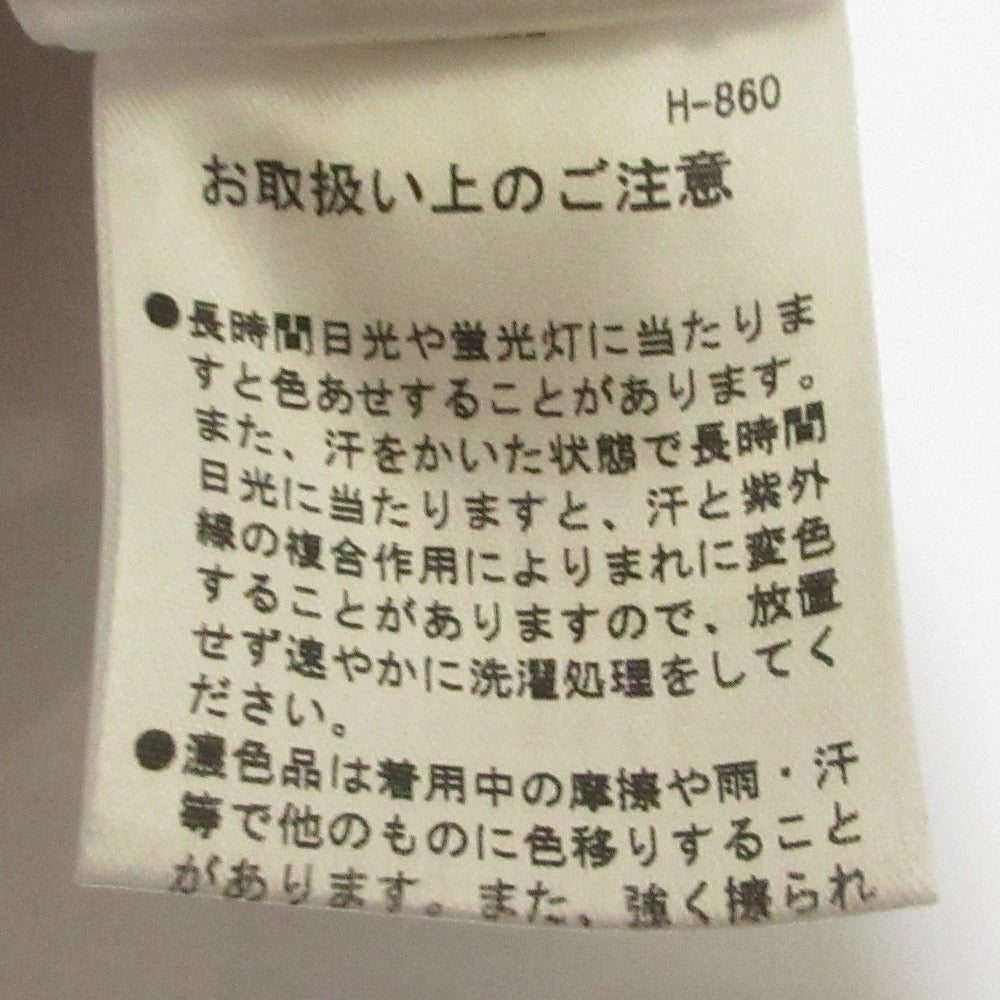 H-860
お取扱い上のご注意
●長時間日光や蛍光灯に当たりま
すと色あせすることがあります。
また、汗をかいた状態で長時間
日光に当たりますと、汗と紫外
線の複合作用によりまれに変色
することがありますので、放置
せず速やかに洗濯処理をしてく
ださい。
●濃色品は着用中の摩擦や雨・汗
等で他のものに色移りすること
があります。また、強く擦られ